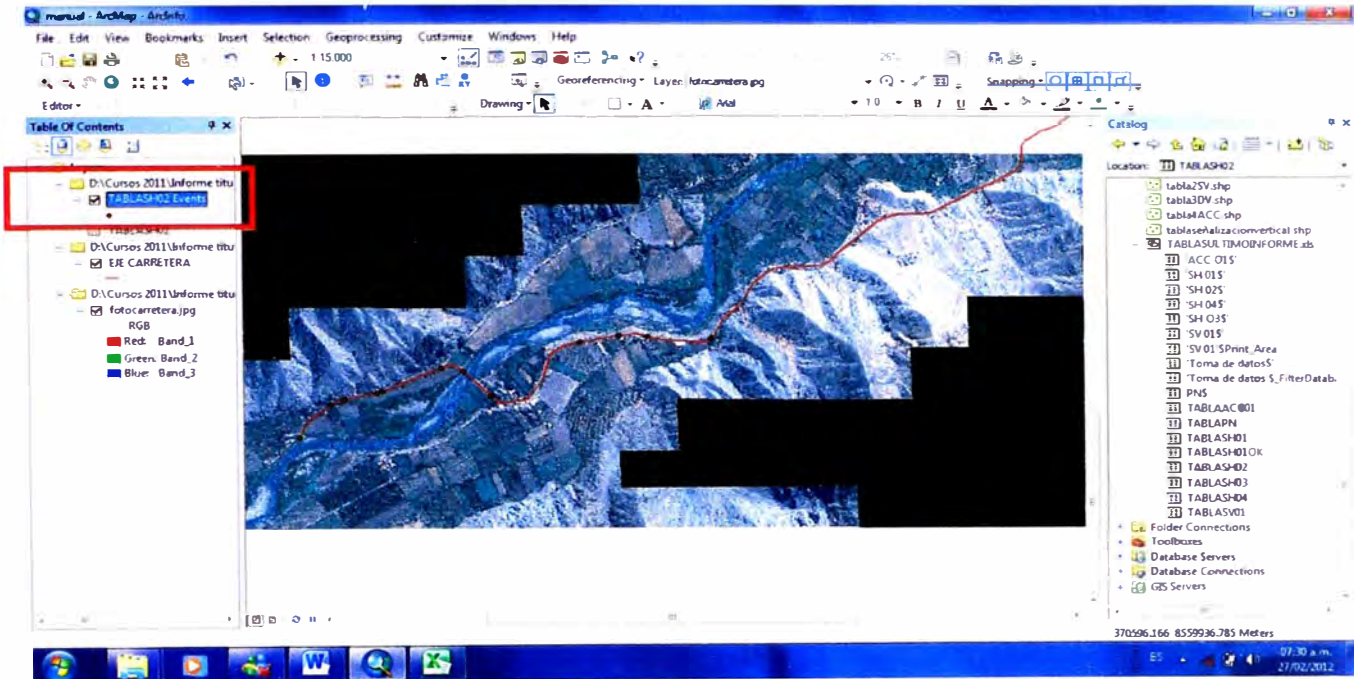 manual - ArcMap - ArcInfo
File Edit View Bookmarks Insert Selection Geoprocessing Customize Windows Help
1:15.000
Georeferencing Layer: fotocarretera.jpg
Snapping
Editor
Drawing A Arial 10 B I U A
Table Of Contents
D:\Cursos 2011\Informe titu
TABLASH02 Events
TABLASH02
D:\Cursos 2011\Informe titu
EJE CARRETERA
D:\Cursos 2011\Informe titu
fotocarretera.jpg
RGB
Red: Band_1
Green: Band_2
Blue: Band_3
Catalog
Location: TABLASH02
tabla2SV.shp
tabla3DV.shp
tabla4ACC.shp
tablaseñalizacionvertical.shp
TABLASULTIMOINFORME.xls
'ACC 01$'
'SH 01$'
'SH 02$'
'SH 04$'
'SH O3$'
'SV 01$'
'SV 01'$Print_Area
'Toma de datos$'
'Toma de datos $_FilterDatab.
PN$
TABLAPN
TABLASH01
TABLASH01OK
TABLASH02
TABLASH03
TABLASH04
TABLASV01
Folder Connections
Toolboxes
Database Servers
Database Connections
GIS Servers
370596.166 8559936.785 Meters
ES 07:30 a.m.
27/02/2012